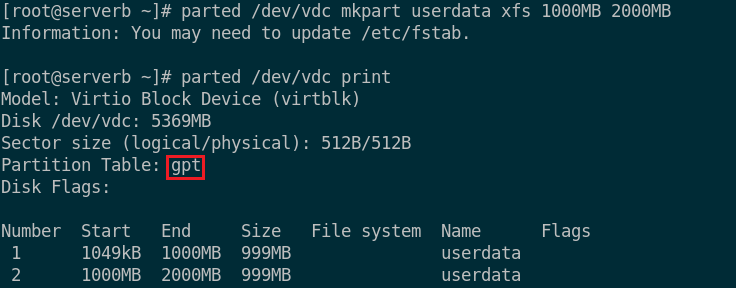 [root@serverb ~]# parted /dev/vdc mkpart userdata xfs 1000MB 2000MB
Information: You may need to update /etc/fstab.
[root@serverb ~]# parted /dev/vdc print
Model: Virtio Block Device (virtblk)
Disk /dev/vdc: 5369MB
Sector size (logical/physical): 512B/512B
Partition Table: gpt
Disk Flags:
Number  Start   End     Size   File system  Name      Flags
 1      1049kB  1000MB  999MB               userdata
 2      1000MB  2000MB  999MB               userdata